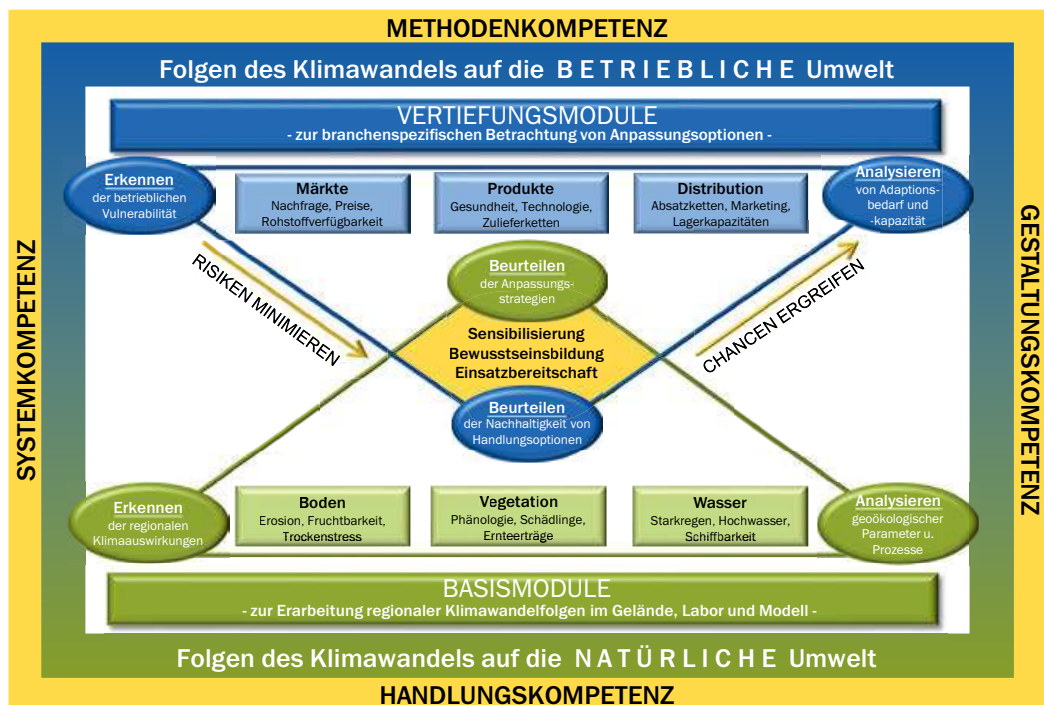 METHODENKOMPETENZ
Folgen des Klimawandels auf die BETRIEBLICHE Umwelt
VERTIEFUNGSMODULE
- zur branchenspezifischen Betrachtung von Anpassungsoptionen -
Erkennen
der betrieblichen
Vulnerabilität
Märkte
Nachfrage, Preise,
Rohstoffverfügbarkeit
Produkte
Gesundheit, Technologie,
Zulieferketten
Distribution
Absatzketten, Marketing,
Lagerkapazitäten
Analysieren
von Adaptions-
bedarf und
-kapazität
SYSTEMKOMPETENZ
GESTALTUNGSKOMPETENZ
RISIKEN MINIMIEREN
Beurteilen
der Anpassungs-
strategien
CHANCEN ERGREIFEN
Sensibilisierung
Bewusstseinsbildung
Einsatzbereitschaft
Beurteilen
der Nachhaltigkeit von
Handlungsoptionen
Erkennen
der regionalen
Klimaauswirkungen
Boden
Erosion, Fruchtbarkeit,
Trockenstress
Vegetation
Phänologie, Schädlinge,
Ernteerträge
Wasser
Starkregen, Hochwasser,
Schiffbarkeit
Analysieren
geoökologischer
Parameter u.
Prozesse
BASISMODULE
- zur Erarbeitung regionaler Klimawandelfolgen im Gelände, Labor und Modell -
Folgen des Klimawandels auf die NATÜRLICHE Umwelt
HANDLUNGSKOMPETENZ